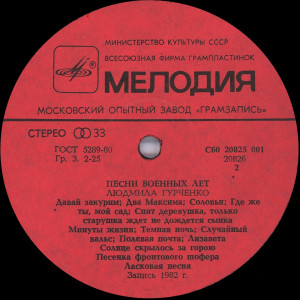 МИНИСТЕРСТВО КУЛЬТУРЫ СССР
ВСЕСОЮЗНАЯ ФИРМА ГРАМПЛАСТИНОК
МЕЛОДИЯ
МОСКОВСКИЙ ОПЫТНЫЙ ЗАВОД «ГРАМЗАПИСЬ»
СТЕРЕО 33
ГОСТ 5289-80
С60 20825 001
Гр. 3. 2-25
20826
2
ПЕСНИ ВОЕННЫХ ЛЕТ
ЛЮДМИЛА ГУРЧЕНКО
Давай закурим; Два Максима; Соловьи; Где же
ты, мой сад; Спит деревушка, только
старушка ждет не дождется сынка
Минуты жизни; Темная ночь; Случайный
вальс; Полевая почта; Лизавета
Солнце скрылось за горою
Песенка фронтового шофера
Ласковая песня
Запись 1982 г.